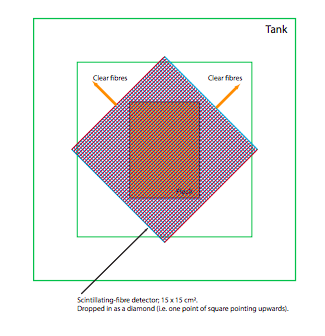 Tank
Clear fibres
Clear fibres
Scintillating-fibre detector; 15 x 15 cm².
Dropped in as a diamond (i.e. one point of square pointing upwards).